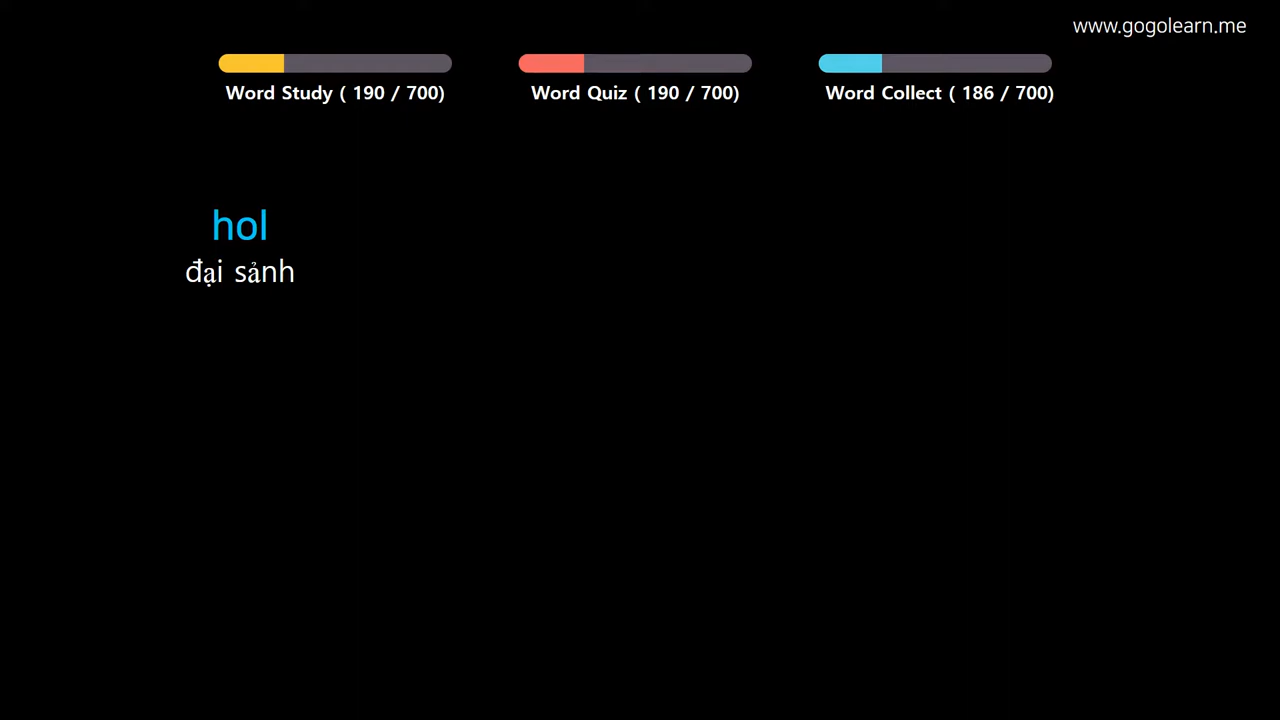 www.gogolearn.me
Word Study ( 190 / 700)
Word Quiz ( 190 / 700)
Word Collect ( 186 / 700)
hol
đại sảnh